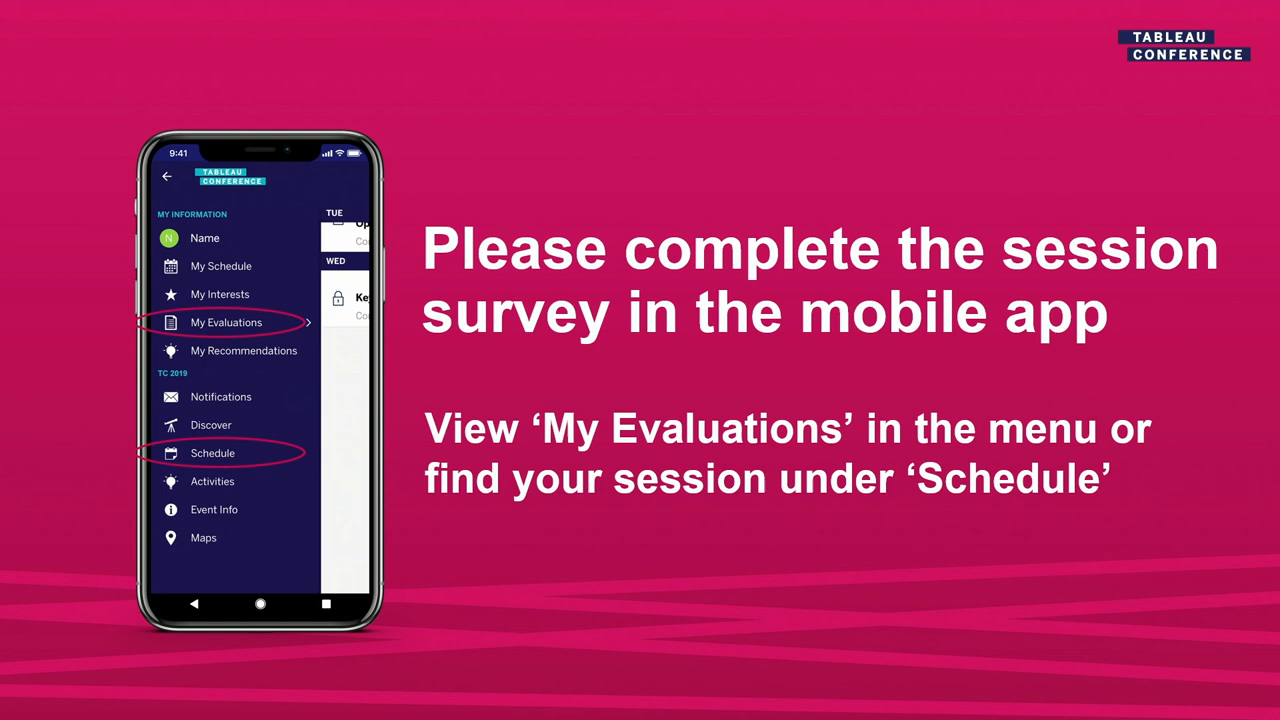 TABLEAU
CONFERENCE
9:41
TABLEAU
CONFERENCE
MY INFORMATION
N
Name
My Schedule
My Interests
My Evaluations
My Recommendations
TC 2019
Notifications
Discover
Schedule
Activities
Event Info
Maps
TUE
WED
Please complete the session
survey in the mobile app
View ‘My Evaluations’ in the menu or
find your session under ‘Schedule’